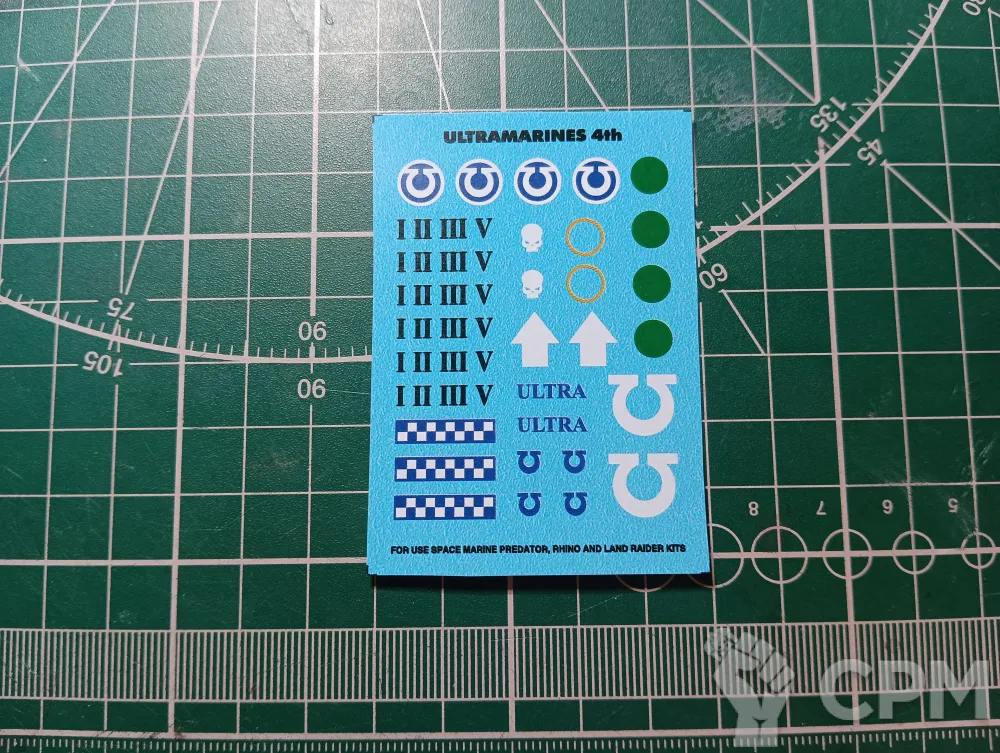 ULTRAMARINES 4th
I II III V
I II III V
I II III V
I II III V
I II III V
I II III V
ULTRA
ULTRA
FOR USE SPACE MARINE PREDATOR, RHINO AND LAND RAIDER KITS
135
45
60
75
105
90
90
8
7
6
5
CPM